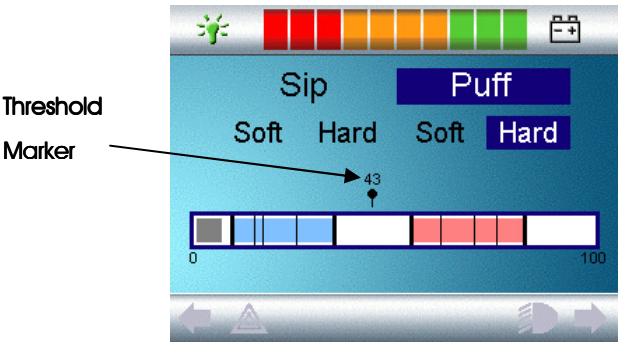 Sip Puff
Threshold
Marker
Soft Hard Soft Hard
43
0 100